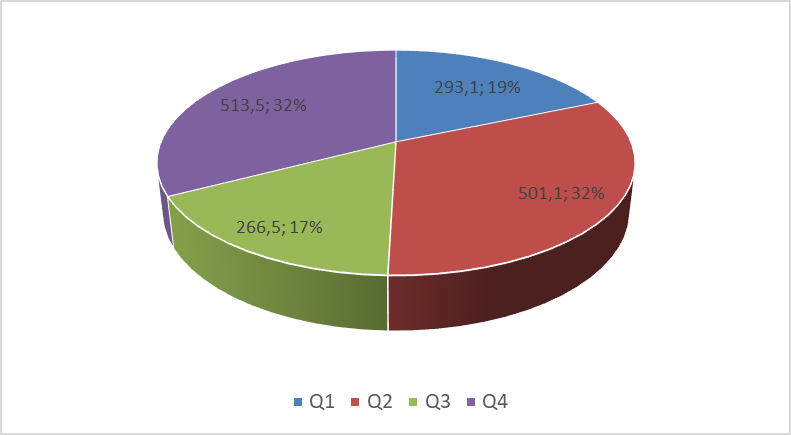 293,1; 19%
513,5; 32%
501,1; 32%
266,5; 17%
Q1 Q2 Q3 Q4